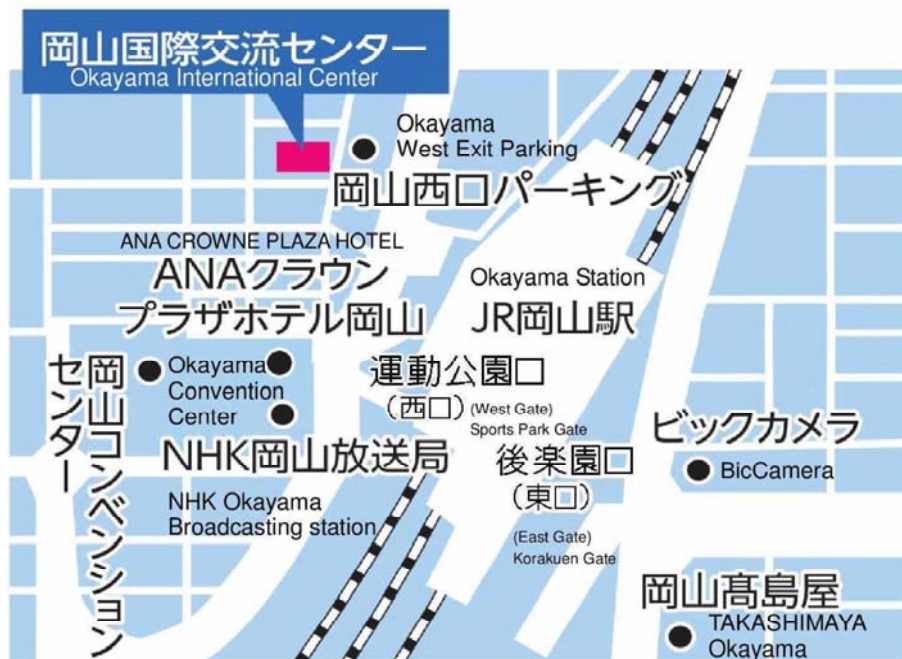 岡山国際交流センター
Okayama International Center
Okayama
West Exit Parking
岡山西口パーキング
ANA CROWNE PLAZA HOTEL
ANAクラウン
プラザホテル岡山
Okayama Station
JR岡山駅
岡山コンベンション
センター
Okayama
Convention
Center
運動公園口
(西口)
(West Gate)
Sports Park Gate
NHK岡山放送局
NHK Okayama
Broadcasting station
後楽園口
(東口)
(East Gate)
Korakuen Gate
ビックカメラ
BicCamera
岡山髙島屋
TAKASHIMAYA
Okayama